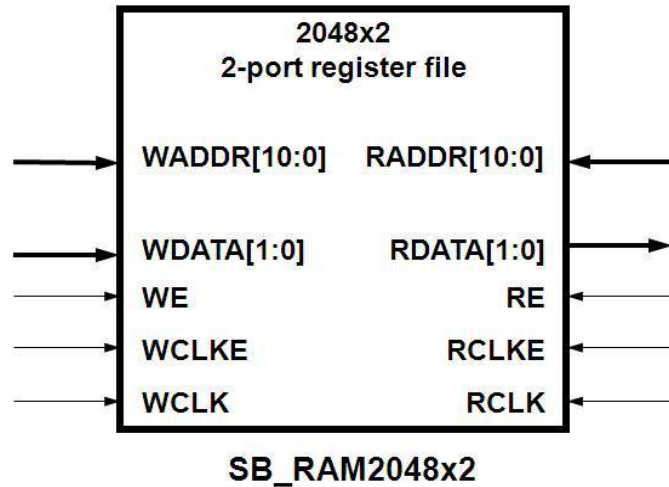 2048x2
2-port register file
WADDR[10:0] RADDR[10:0]
WDATA[1:0] RDATA[1:0]
WE RE
WCLKE RCLKE
WCLK RCLK
SB_RAM2048x2